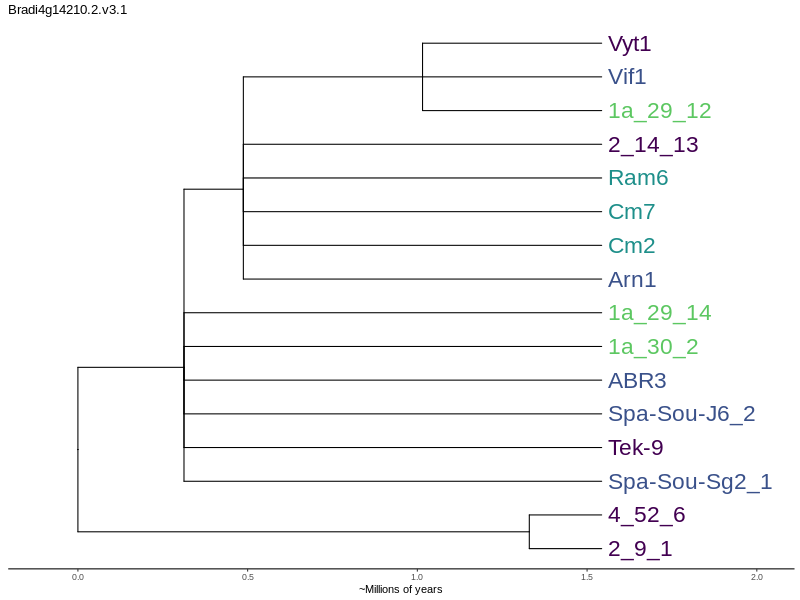 Bradi4g14210.2.v3.1
Vyt1
Vif1
1a_29_12
2_14_13
Ram6
Cm7
Cm2
Arn1
1a_29_14
1a_30_2
ABR3
Spa-Sou-J6_2
Tek-9
Spa-Sou-Sg2_1
4_52_6
2_9_1
0.0 0.5 1.0 1.5 2.0
~Millions of years